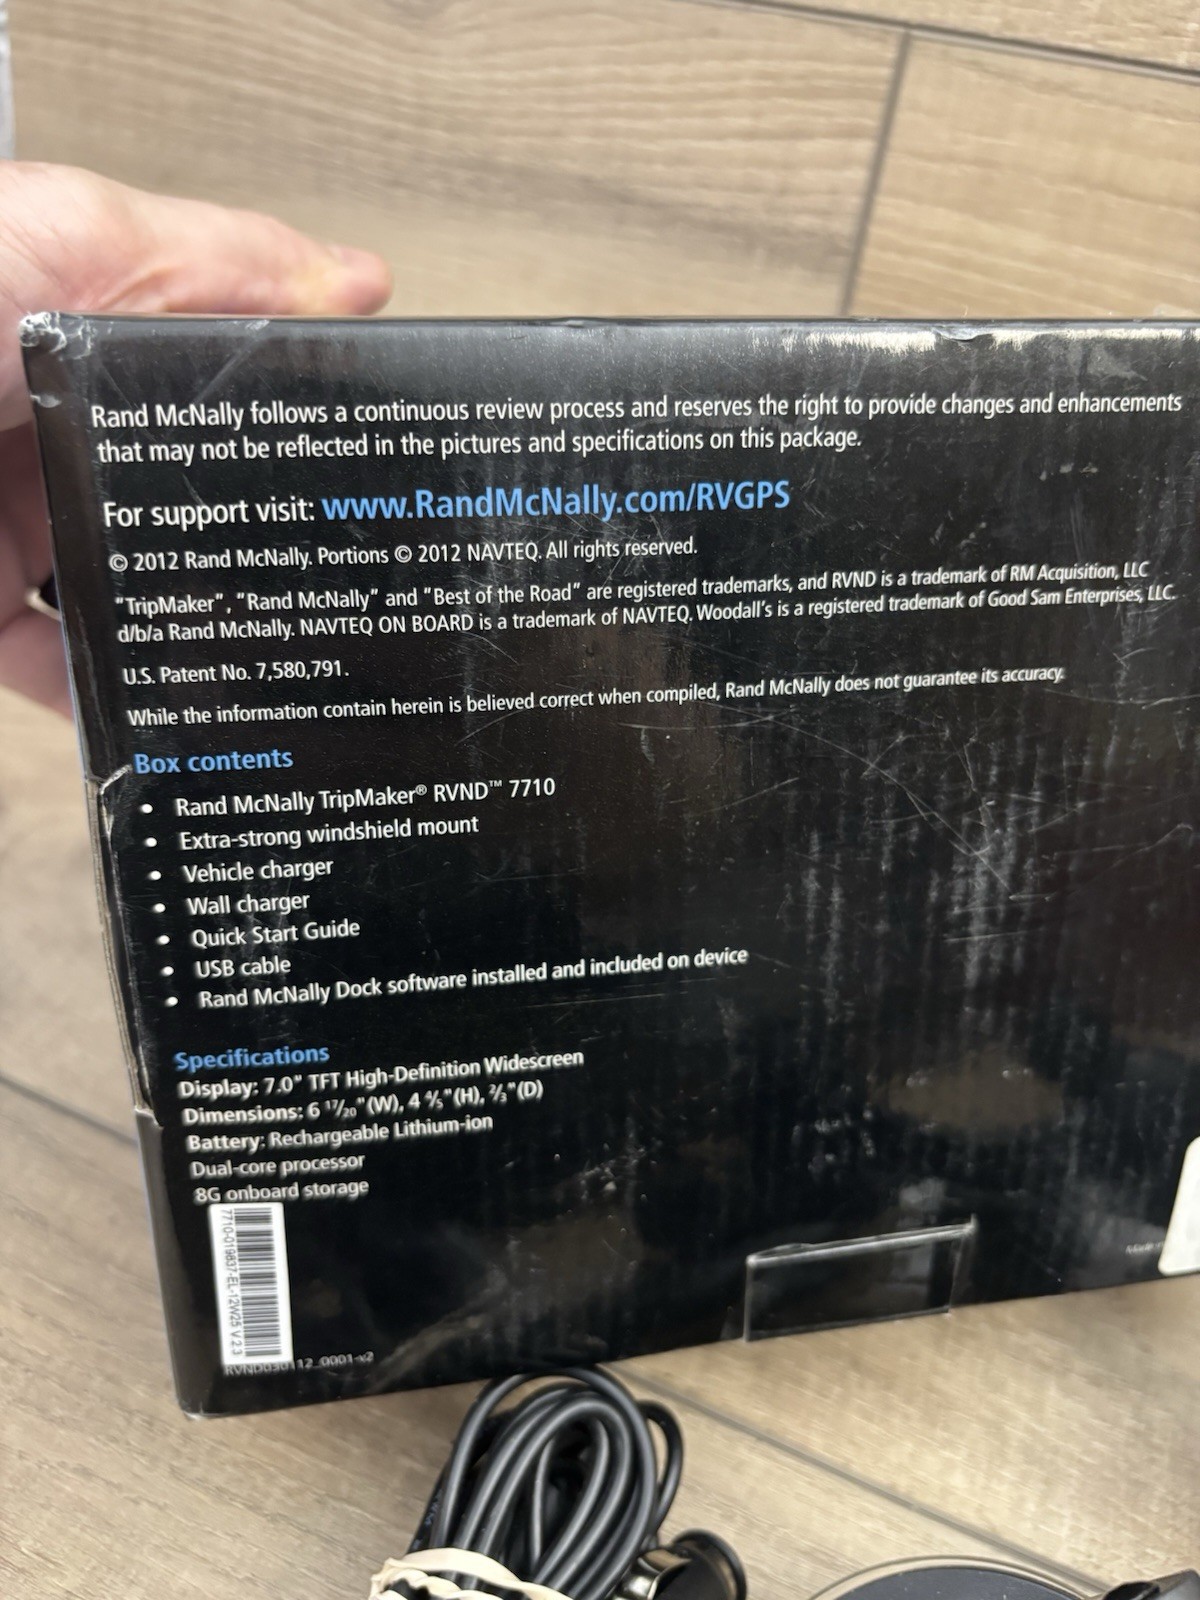 Rand McNally follows a continuous review process and reserves the right to provide changes and enhancements
that may not be reflected in the pictures and specifications on this package.
For support visit: www.RandMcNally.com/RVGPS
© 2012 Rand McNally. Portions © 2012 NAVTEQ. All rights reserved.
"TripMaker", "Rand McNally" and "Best of the Road" are registered trademarks, and RVND is a trademark of RM Acquisition, LLC
d/b/a Rand McNally. NAVTEQ ON BOARD is a trademark of NAVTEQ. Woodall's is a registered trademark of Good Sam Enterprises, LLC.
U.S. Patent No. 7,580,791.
While the information contain herein is believed correct when compiled, Rand McNally does not guarantee its accuracy.
Box contents
• Rand McNally TripMaker® RVND™ 7710
• Extra-strong windshield mount
• Vehicle charger
• Wall charger
• Quick Start Guide
• USB cable
• Rand McNally Dock software installed and included on device
Specifications
Display: 7.0" TFT High-Definition Widescreen
Dimensions: 6 17/20" (W), 4 4/5" (H), 2/3" (D)
Battery: Rechargeable Lithium-ion
Dual-core processor
8G onboard storage
7710-019837-EL-12W25 V 2.3
RVND030112_0001-v2